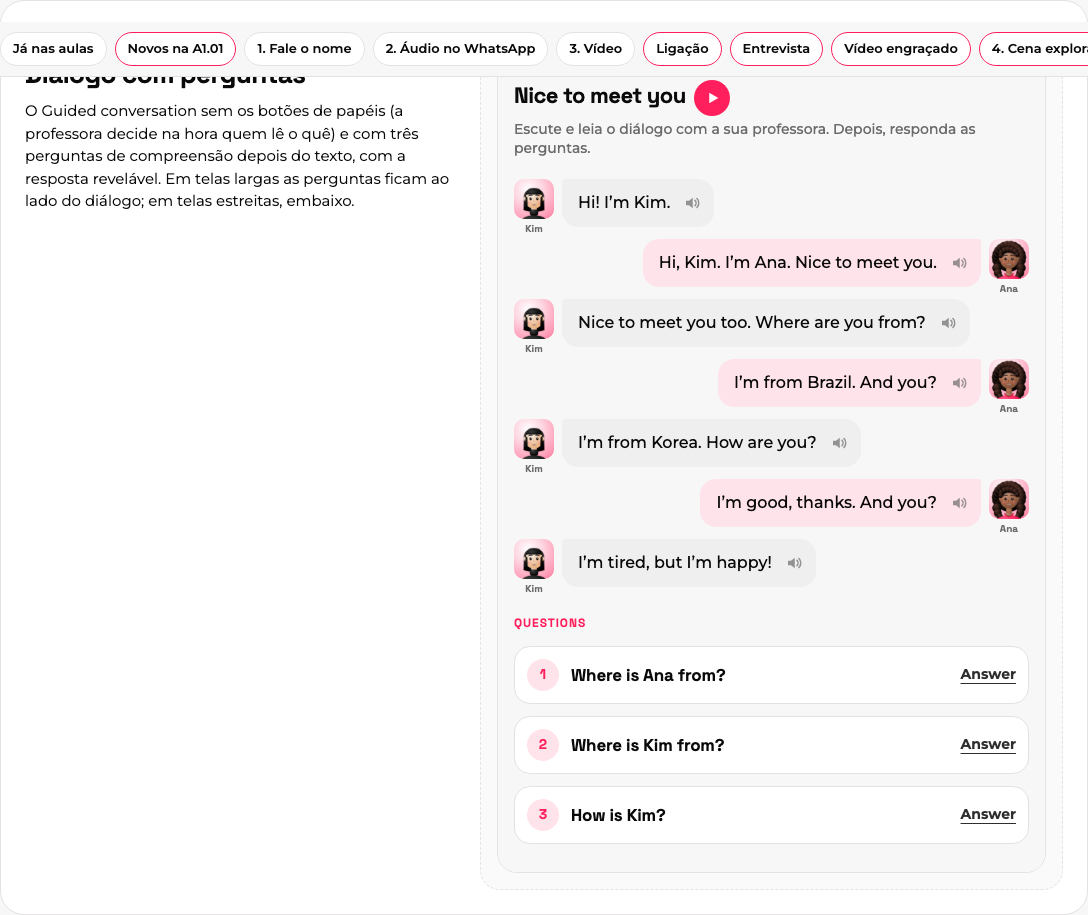 Já nas aulas
Novos na A1.01
1. Fale o nome
2. Áudio no WhatsApp
3. Vídeo
Ligação
Entrevista
Vídeo engraçado
4. Cena explora
Diálogo com perguntas
O Guided conversation sem os botões de papéis (a
professora decide na hora quem lê o quê) e com três
perguntas de compreensão depois do texto, com a
resposta revelável. Em telas largas as perguntas ficam ao
lado do diálogo; em telas estreitas, embaixo.
Nice to meet you
Escute e leia o diálogo com a sua professora. Depois, responda as
perguntas.
Hi! I’m Kim.
Kim
Hi, Kim. I’m Ana. Nice to meet you.
Ana
Nice to meet you too. Where are you from?
Kim
I’m from Brazil. And you?
Ana
I’m from Korea. How are you?
Kim
I’m good, thanks. And you?
Ana
I’m tired, but I’m happy!
Kim
QUESTIONS
1 Where is Ana from? Answer
2 Where is Kim from? Answer
3 How is Kim? Answer